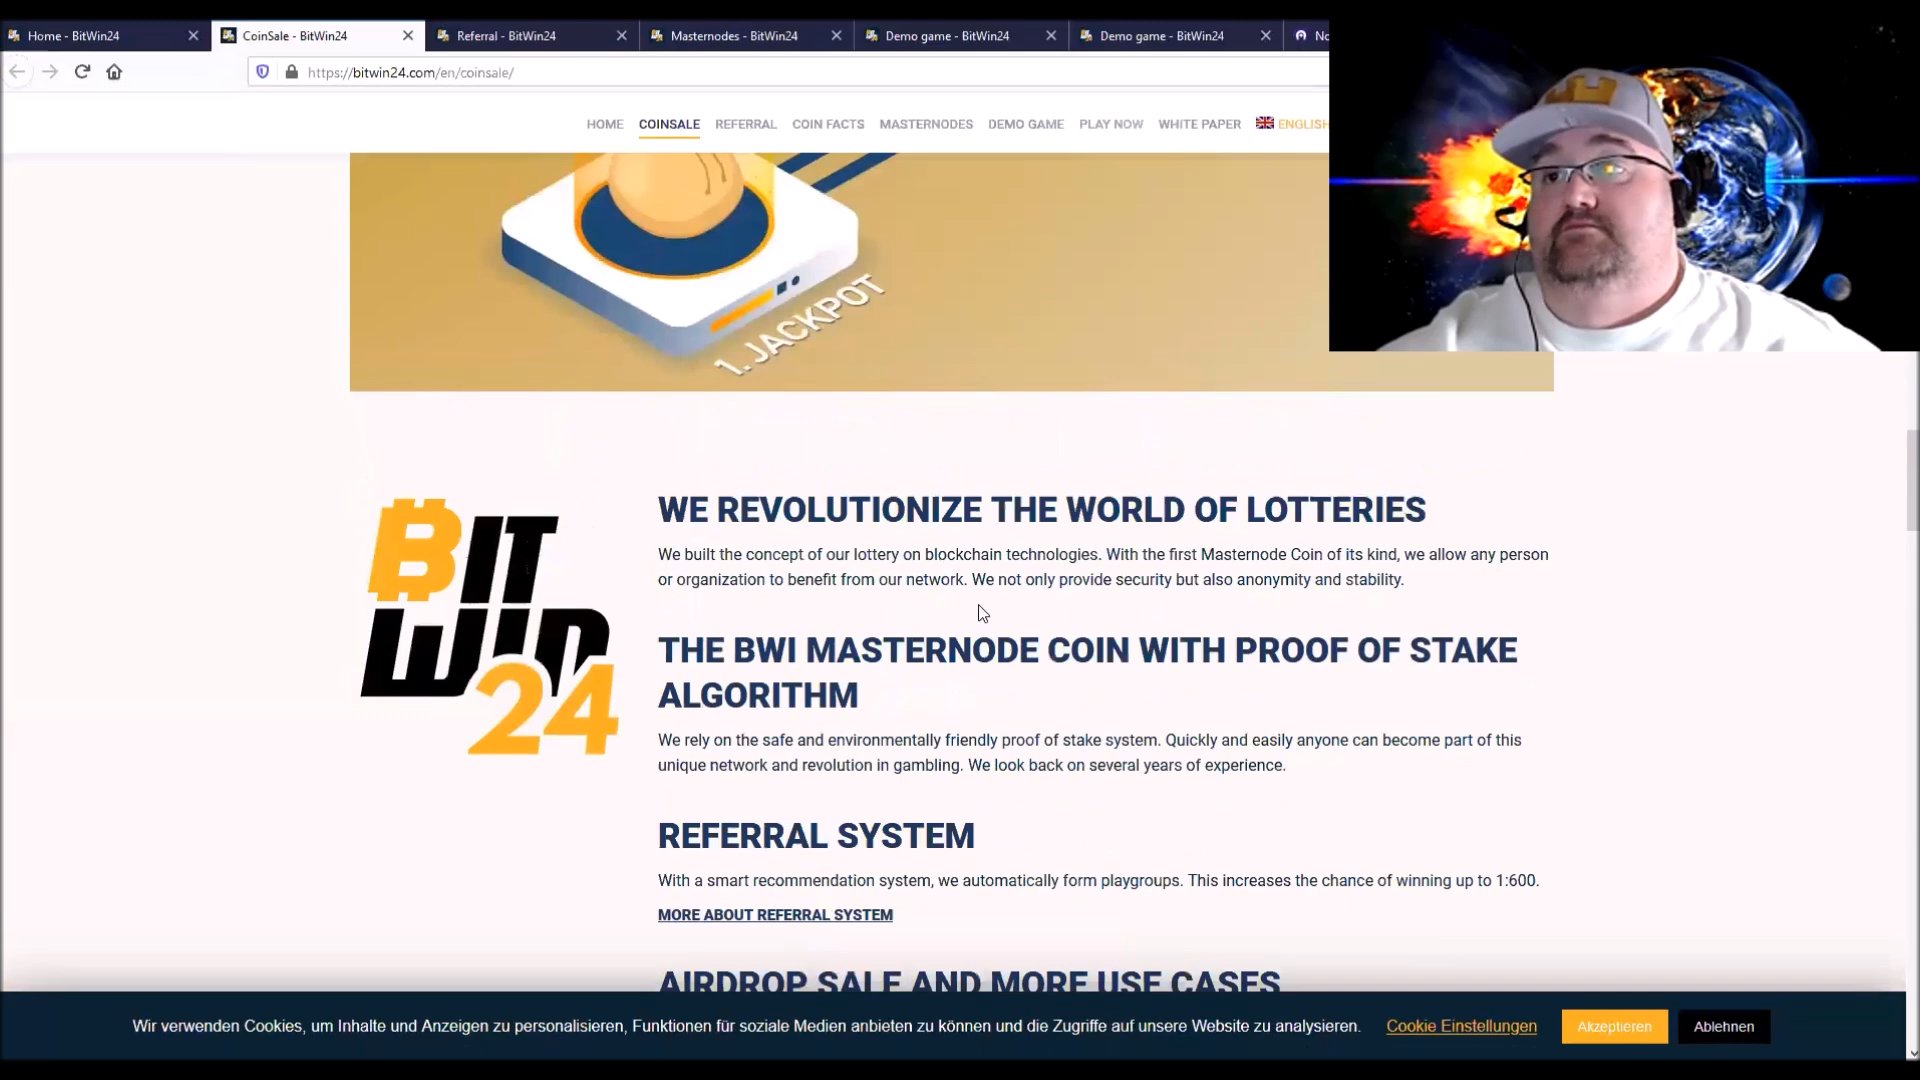 Home - BitWin24
CoinSale - BitWin24
Referral - BitWin24
Masternodes - BitWin24
Demo game - BitWin24
Demo game - BitWin24
https://bitwin24.com/en/coinsale/
HOME COINSALE REFERRAL COIN FACTS MASTERNODES DEMO GAME PLAY NOW WHITE PAPER ENGLISH
1. JACKPOT
BIT
WIN
24
WE REVOLUTIONIZE THE WORLD OF LOTTERIES
We built the concept of our lottery on blockchain technologies. With the first Masternode Coin of its kind, we allow any person
or organization to benefit from our network. We not only provide security but also anonymity and stability.
THE BWI MASTERNODE COIN WITH PROOF OF STAKE
ALGORITHM
We rely on the safe and environmentally friendly proof of stake system. Quickly and easily anyone can become part of this
unique network and revolution in gambling. We look back on several years of experience.
REFERRAL SYSTEM
With a smart recommendation system, we automatically form playgroups. This increases the chance of winning up to 1:600.
MORE ABOUT REFERRAL SYSTEM
AIRDROP SALE AND MORE USE CASES
Wir verwenden Cookies, um Inhalte und Anzeigen zu personalisieren, Funktionen für soziale Medien anbieten zu können und die Zugriffe auf unsere Website zu analysieren.
Cookie Einstellungen
Akzeptieren
Ablehnen